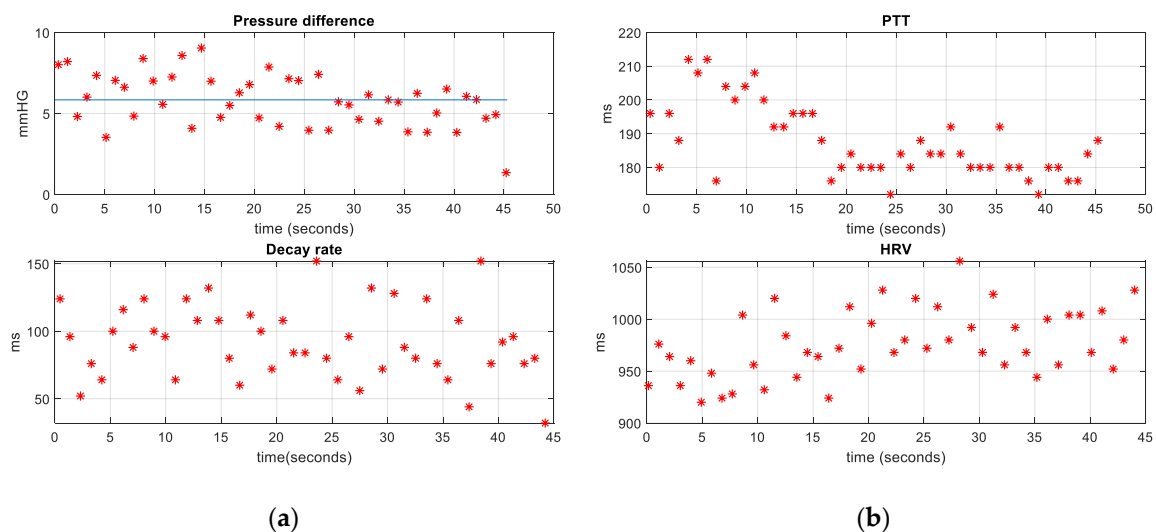 Pressure difference
10
5
0
mmHG
0 5 10 15 20 25 30 35 40 45 50
time (seconds)
Decay rate
150
100
50
ms
0 5 10 15 20 25 30 35 40 45
time(seconds)
(a)
PTT
220
210
200
190
180
ms
0 5 10 15 20 25 30 35 40 45 50
time (seconds)
HRV
1050
1000
950
900
ms
0 5 10 15 20 25 30 35 40 45
time (seconds)
(b)